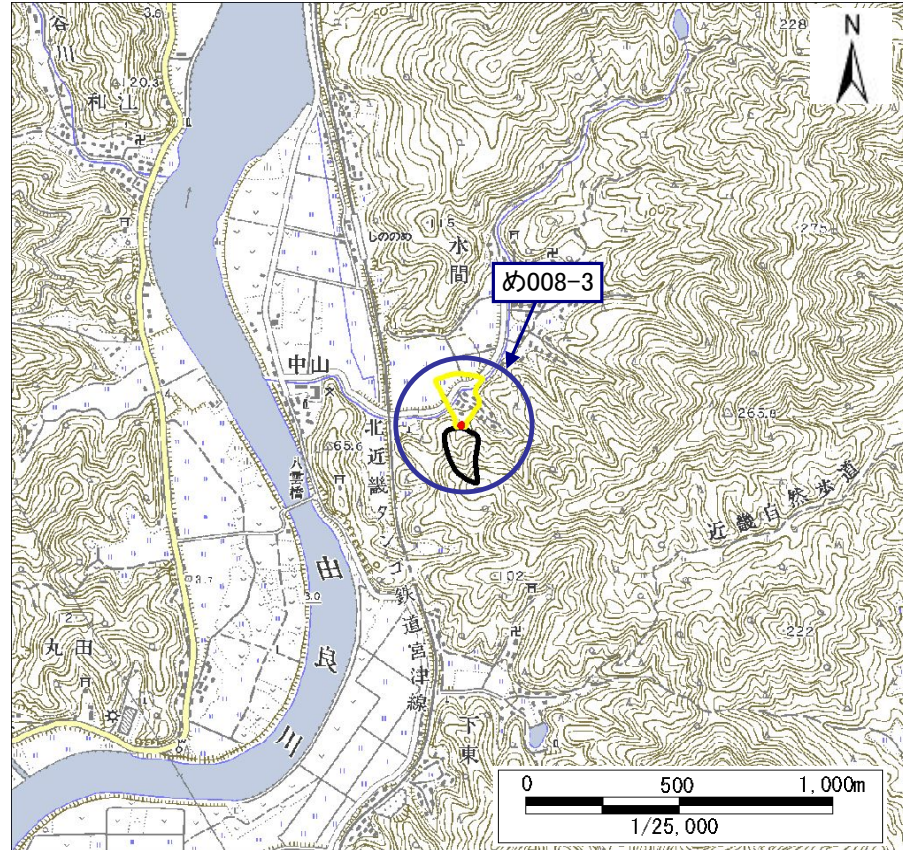 谷川
3.6
228
N
20.3
和江
115
しののめ
水間
275
め008-3
中山
265.8
65.6
北近畿タンゴ鉄道宮津線
八雲橋
近畿自然歩道
102
3.7
3.0
由良川
222
丸田
下東
0 500 1,000m
1/25,000